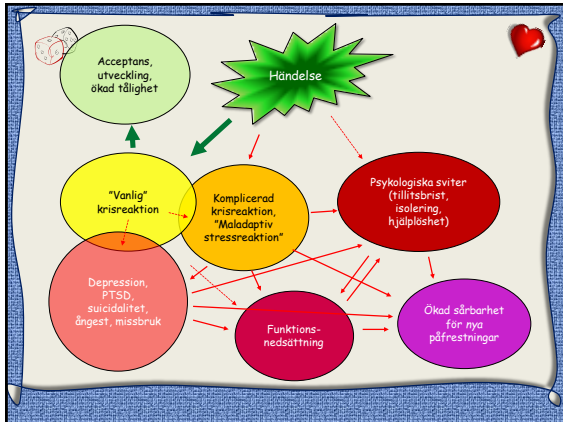 Acceptans,
utveckling,
ökad tålighet
Händelse
"Vanlig"
krisreaktion
Komplicerad
krisreaktion,
"Maladaptiv
stressreaktion"
Psykologiska sviter
(tillitsbrist,
isolering,
hjälplöshet)
Depression,
PTSD,
suicidalitet,
ångest, missbruk
Funktions-
nedsättning
Ökad sårbarhet
för nya
påfrestningar